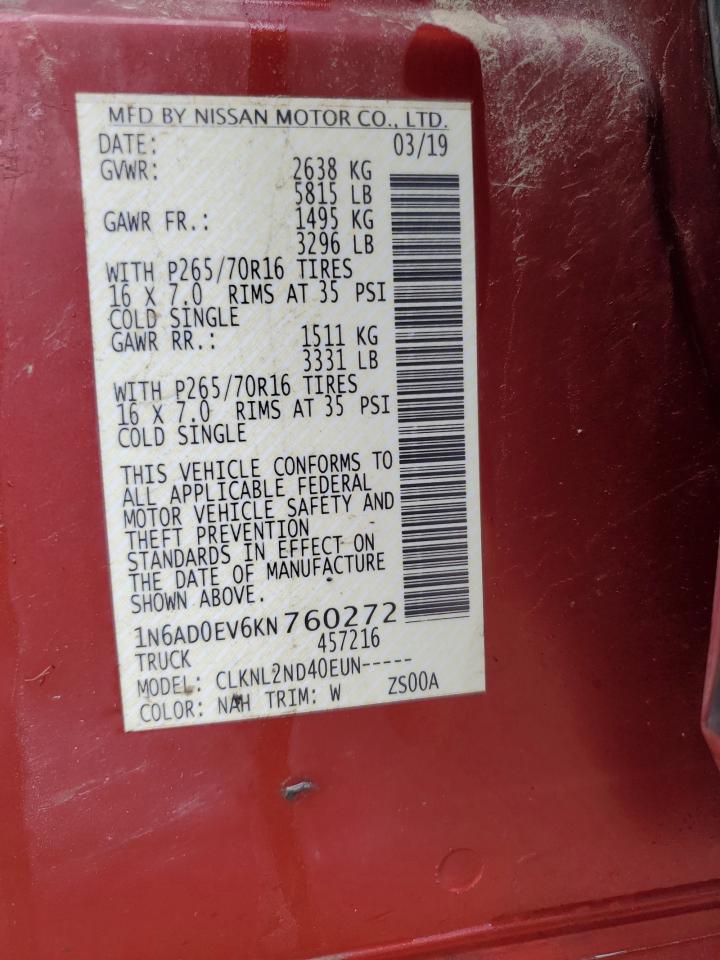 MFD BY NISSAN MOTOR CO., LTD.
DATE: 03/19
GVWR: 2638 KG
5815 LB
GAWR FR.: 1495 KG
3296 LB
WITH P265/70R16 TIRES
16 X 7.0 RIMS AT 35 PSI
COLD SINGLE
GAWR RR.: 1511 KG
3331 LB
WITH P265/70R16 TIRES
16 X 7.0 RIMS AT 35 PSI
COLD SINGLE
THIS VEHICLE CONFORMS TO
ALL APPLICABLE FEDERAL
MOTOR VEHICLE SAFETY AND
THEFT PREVENTION
STANDARDS IN EFFECT ON
THE DATE OF MANUFACTURE
SHOWN ABOVE.
1N6AD0EV6KN760272
TRUCK 457216
MODEL: CLKNL2ND40EUN-----
COLOR: NAH TRIM: W ZS00A